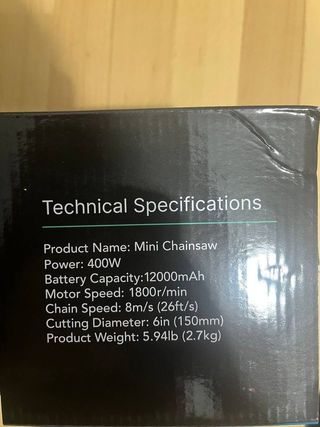 Technical Specifications
Product Name: Mini Chainsaw
Power: 400W
Battery Capacity:12000mAh
Motor Speed: 1800r/min
Chain Speed: 8m/s (26ft/s)
Cutting Diameter: 6in (150mm)
Product Weight: 5.94lb (2.7kg)